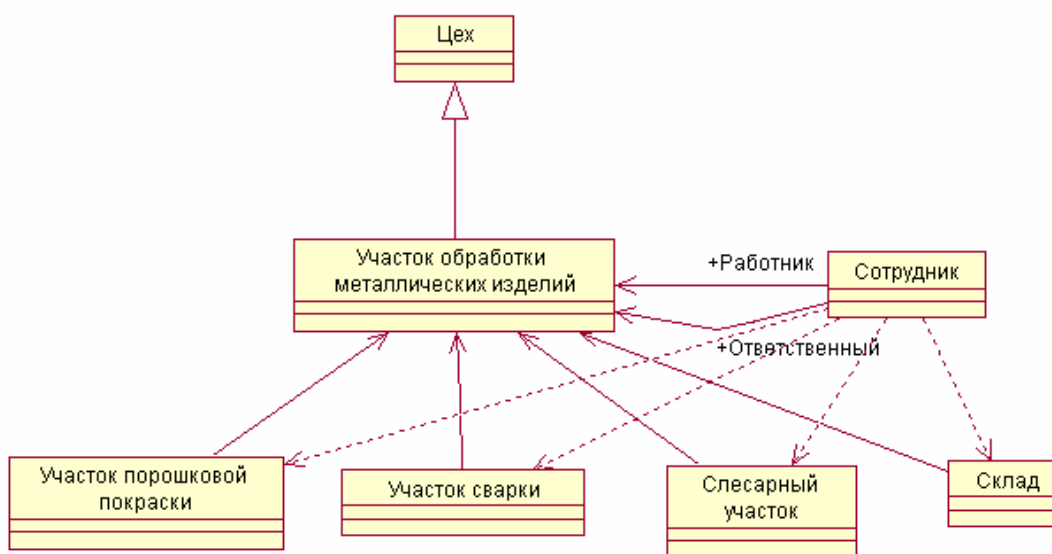 Цех
Участок обработки
металлических изделий
+Работник
Сотрудник
+Ответственный
Участок порошковой
покраски
Участок сварки
Слесарный
участок
Склад